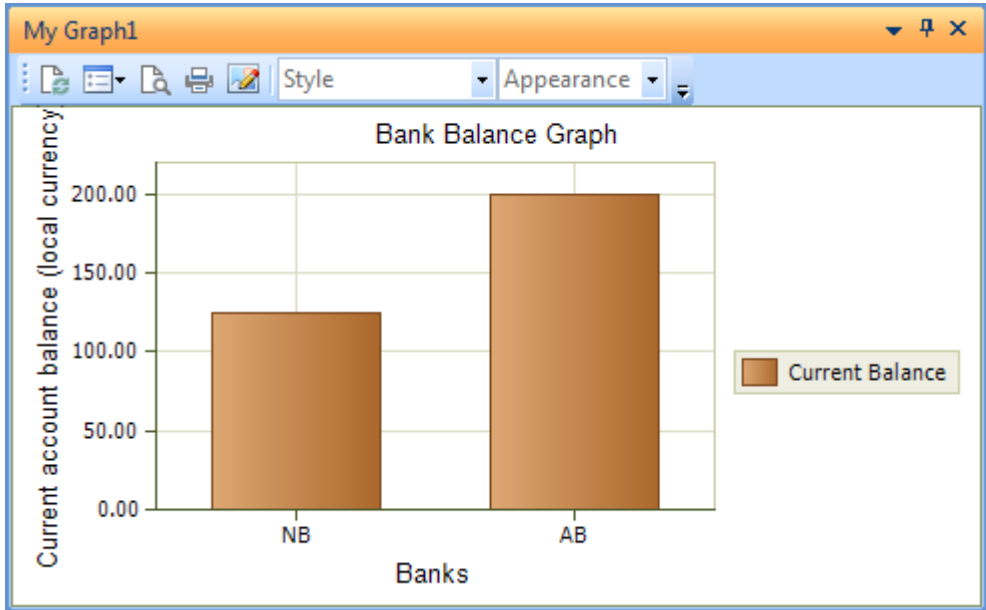 My Graph1
Style
Appearance
Bank Balance Graph
Current account balance (local currency)
200.00
150.00
100.00
50.00
0.00
NB
AB
Banks
Current Balance